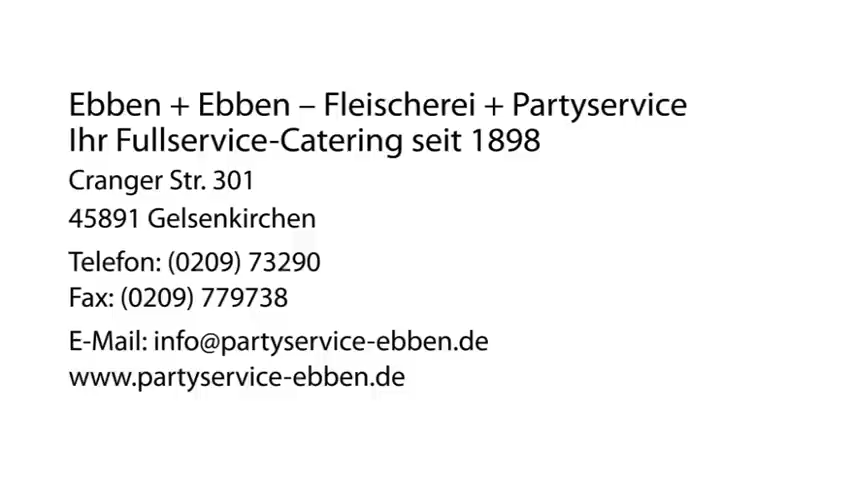 Ebben + Ebben – Fleischerei + Partyservice
Ihr Fullservice-Catering seit 1898
Cranger Str. 301
45891 Gelsenkirchen
Telefon: (0209) 73290
Fax: (0209) 779738
E-Mail: info@partyservice-ebben.de
www.partyservice-ebben.de